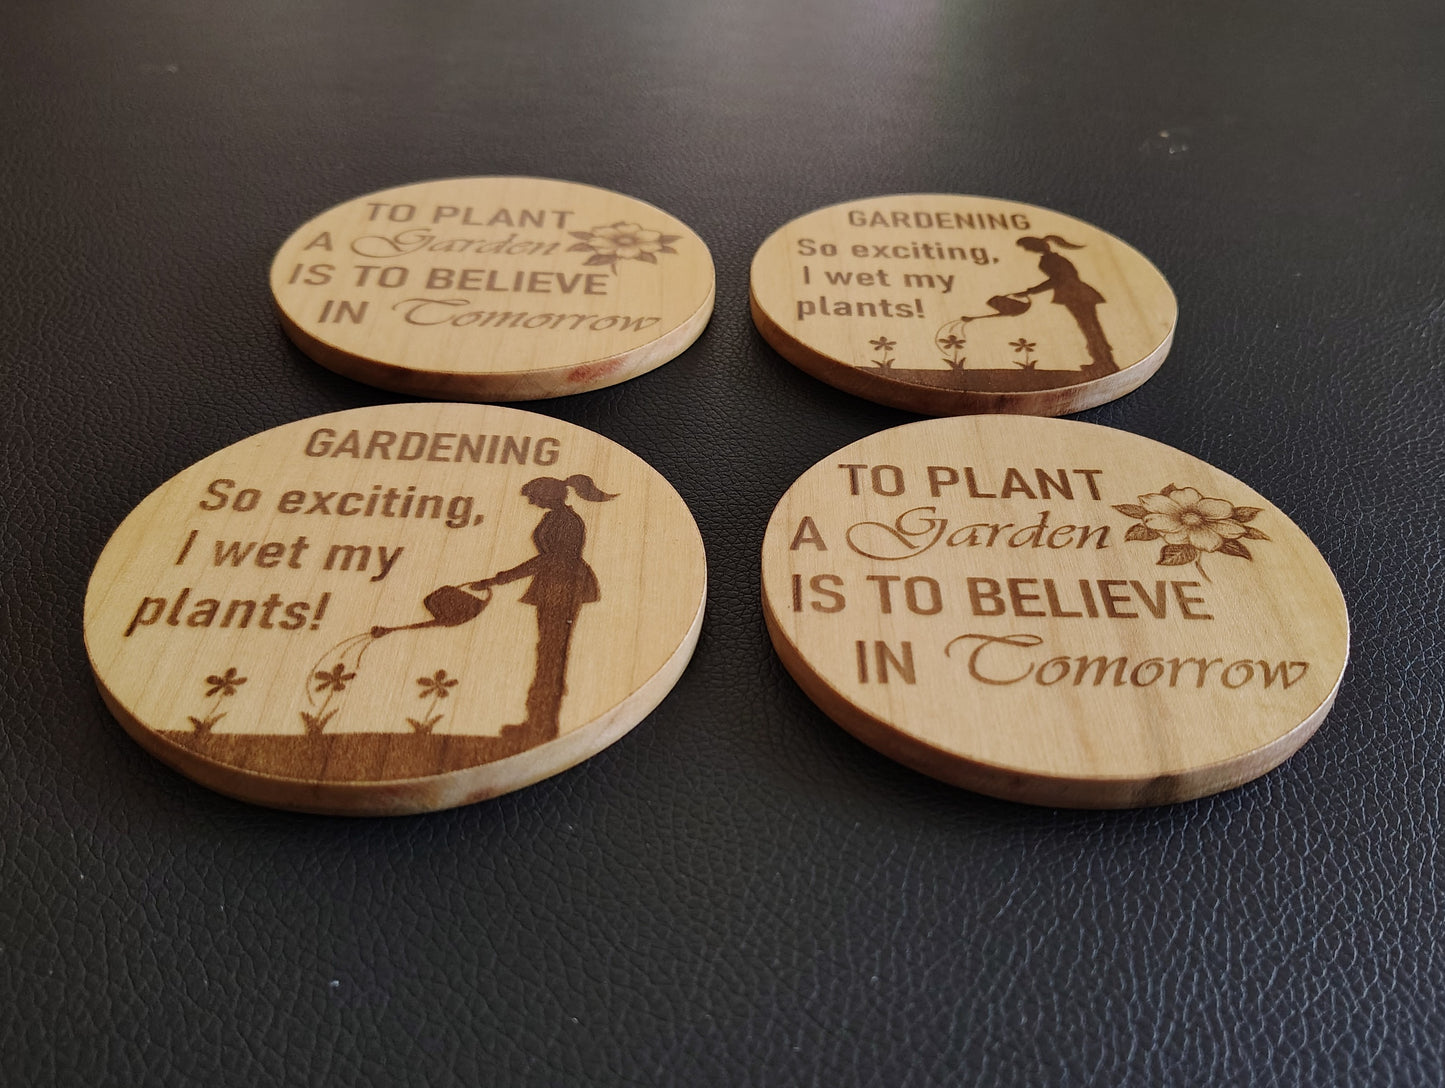 TO PLANT
A Garden
IS TO BELIEVE
IN Tomorrow
GARDENING
So exciting,
I wet my
plants!
GARDENING
So exciting,
I wet my
plants!
TO PLANT
A Garden
IS TO BELIEVE
IN Tomorrow